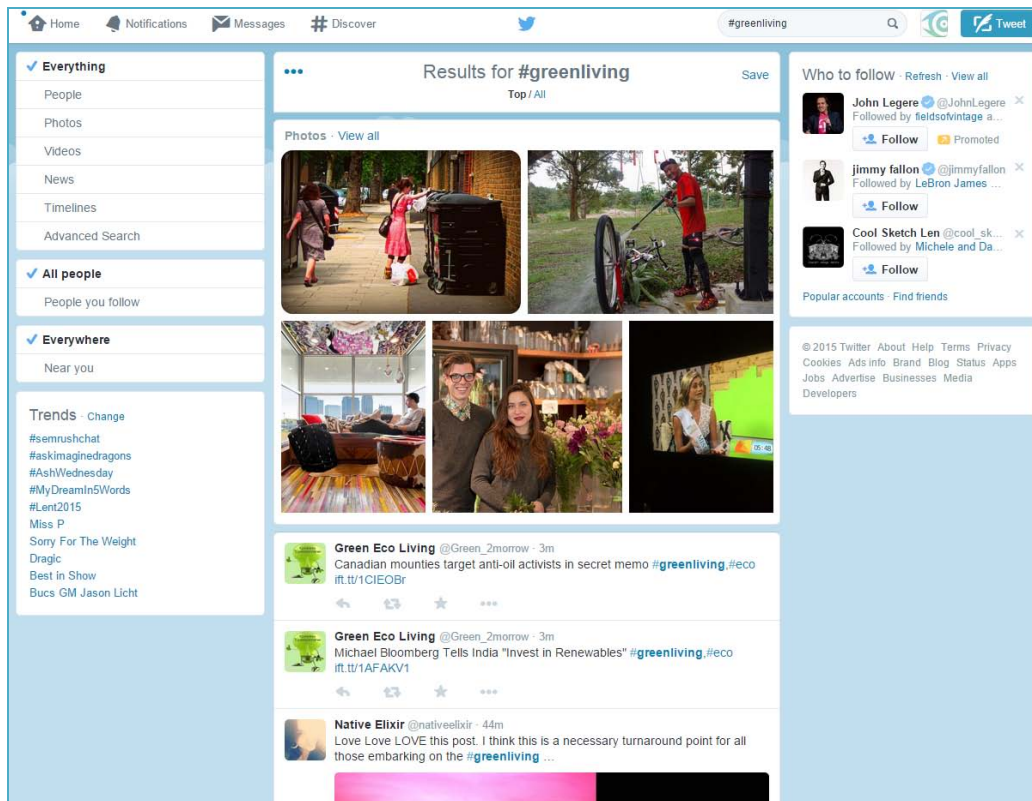 Home Notifications Messages Discover #greenliving Tweet
Everything
People
Photos
Videos
News
Timelines
Advanced Search
All people
People you follow
Everywhere
Near you
Trends · Change
#semrushchat
#askimaginedragons
#AshWednesday
#MyDreamIn5Words
#Lent2015
Miss P
Sorry For The Weight
Dragic
Best in Show
Bucs GM Jason Licht
Results for #greenliving
Save
Top / All
Photos · View all
05:48
Green Eco Living @Green_2morrow · 3m
Canadian mounties target anti-oil activists in secret memo #greenliving,#eco
ift.tt/1CIEOBr
Green Eco Living @Green_2morrow · 3m
Michael Bloomberg Tells India "Invest in Renewables" #greenliving,#eco
ift.tt/1AFAKV1
Native Elixir @nativeelixir · 44m
Love Love LOVE this post. I think this is a necessary turnaround point for all
those embarking on the #greenliving ...
Who to follow · Refresh · View all
John Legere @JohnLegere
Followed by fieldsofvintage a...
Follow Promoted
jimmy fallon @jimmyfallon
Followed by LeBron James ...
Follow
Cool Sketch Len @cool_sk...
Followed by Michele and Da...
Follow
Popular accounts · Find friends
© 2015 Twitter About Help Terms Privacy
Cookies Ads info Brand Blog Status Apps
Jobs Advertise Businesses Media
Developers